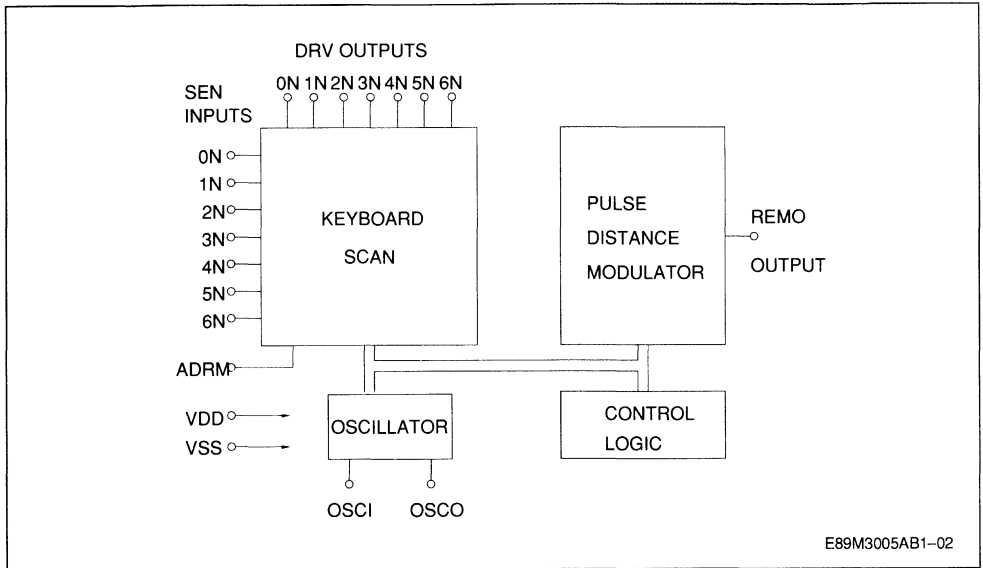 DRV OUTPUTS
0N 1N 2N 3N 4N 5N 6N
SEN
INPUTS
0N
1N
2N
3N
4N
5N
6N
ADRM
VDD
VSS
KEYBOARD
SCAN
PULSE
DISTANCE
MODULATOR
REMO
OUTPUT
OSCILLATOR
CONTROL
LOGIC
OSCI OSCO
E89M3005AB1-02